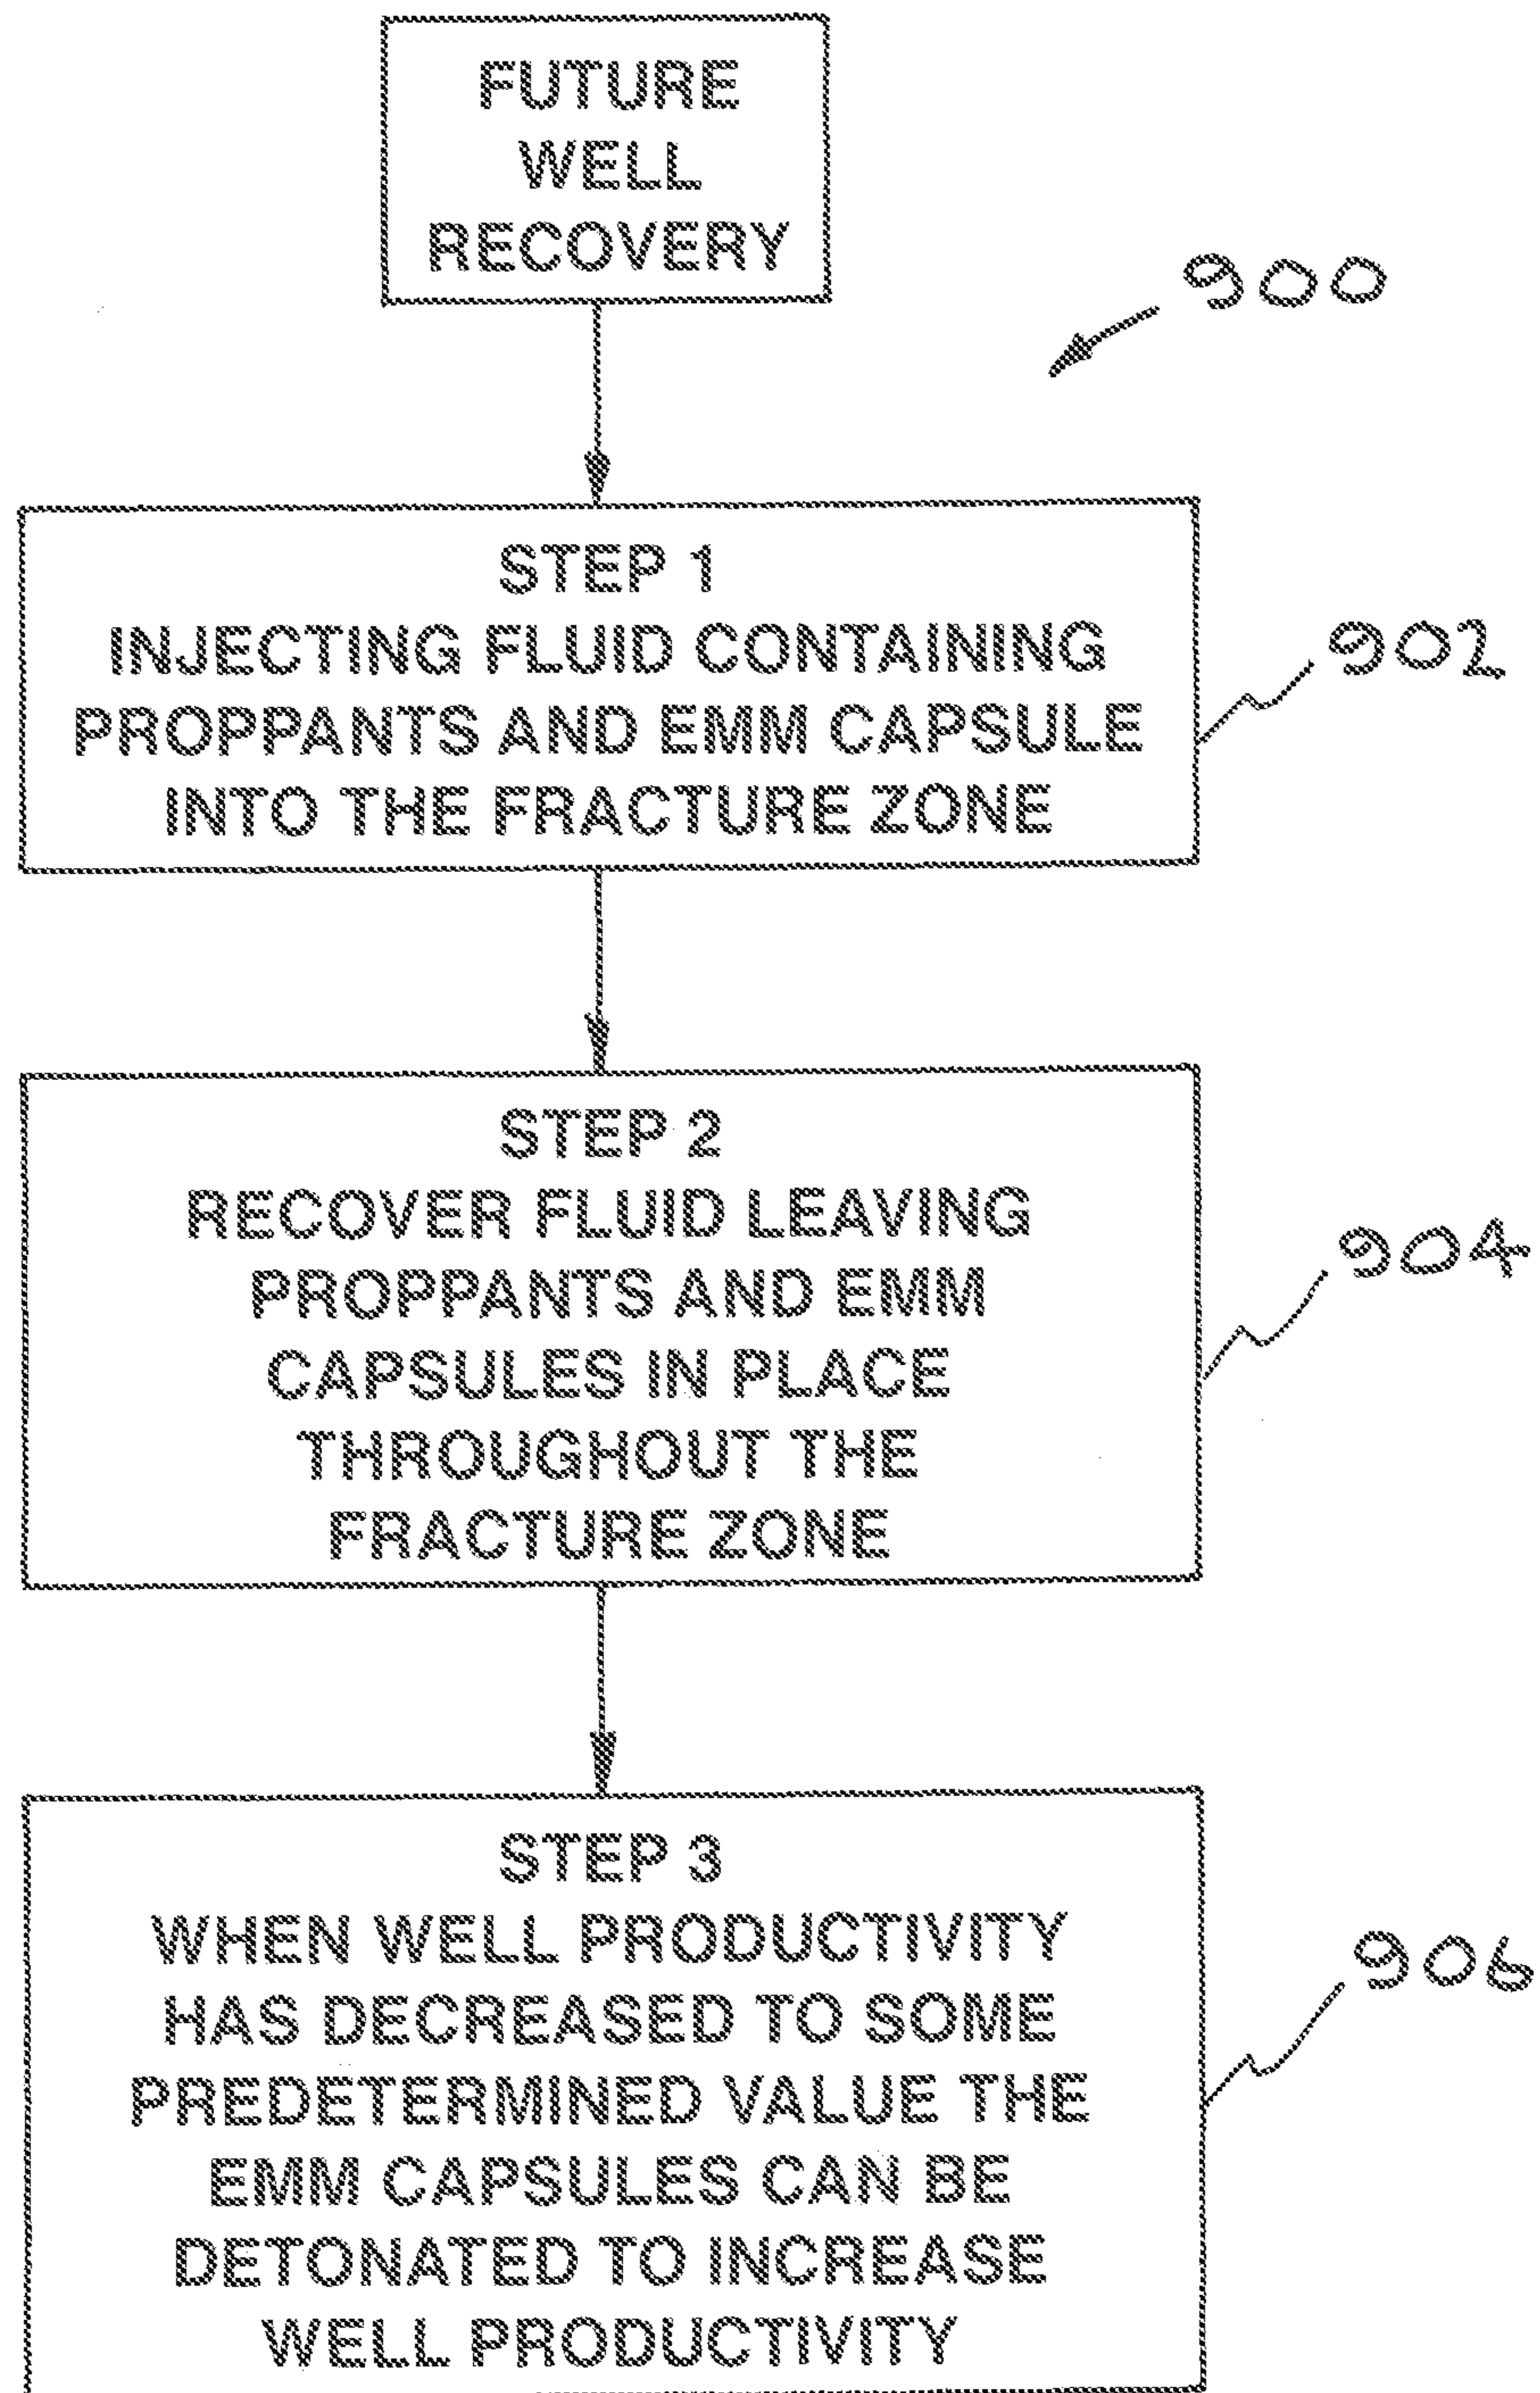 FUTURE
WELL
RECOVERY
900
STEP 1
INJECTING FLUID CONTAINING
PROPPANTS AND EMM CAPSULE
INTO THE FRACTURE ZONE
902
STEP 2
RECOVER FLUID LEAVING
PROPPANTS AND EMM
CAPSULES IN PLACE
THROUGHOUT THE
FRACTURE ZONE
904
STEP 3
WHEN WELL PRODUCTIVITY
HAS DECREASED TO SOME
PREDETERMINED VALUE THE
EMM CAPSULES CAN BE
DETONATED TO INCREASE
WELL PRODUCTIVITY
906